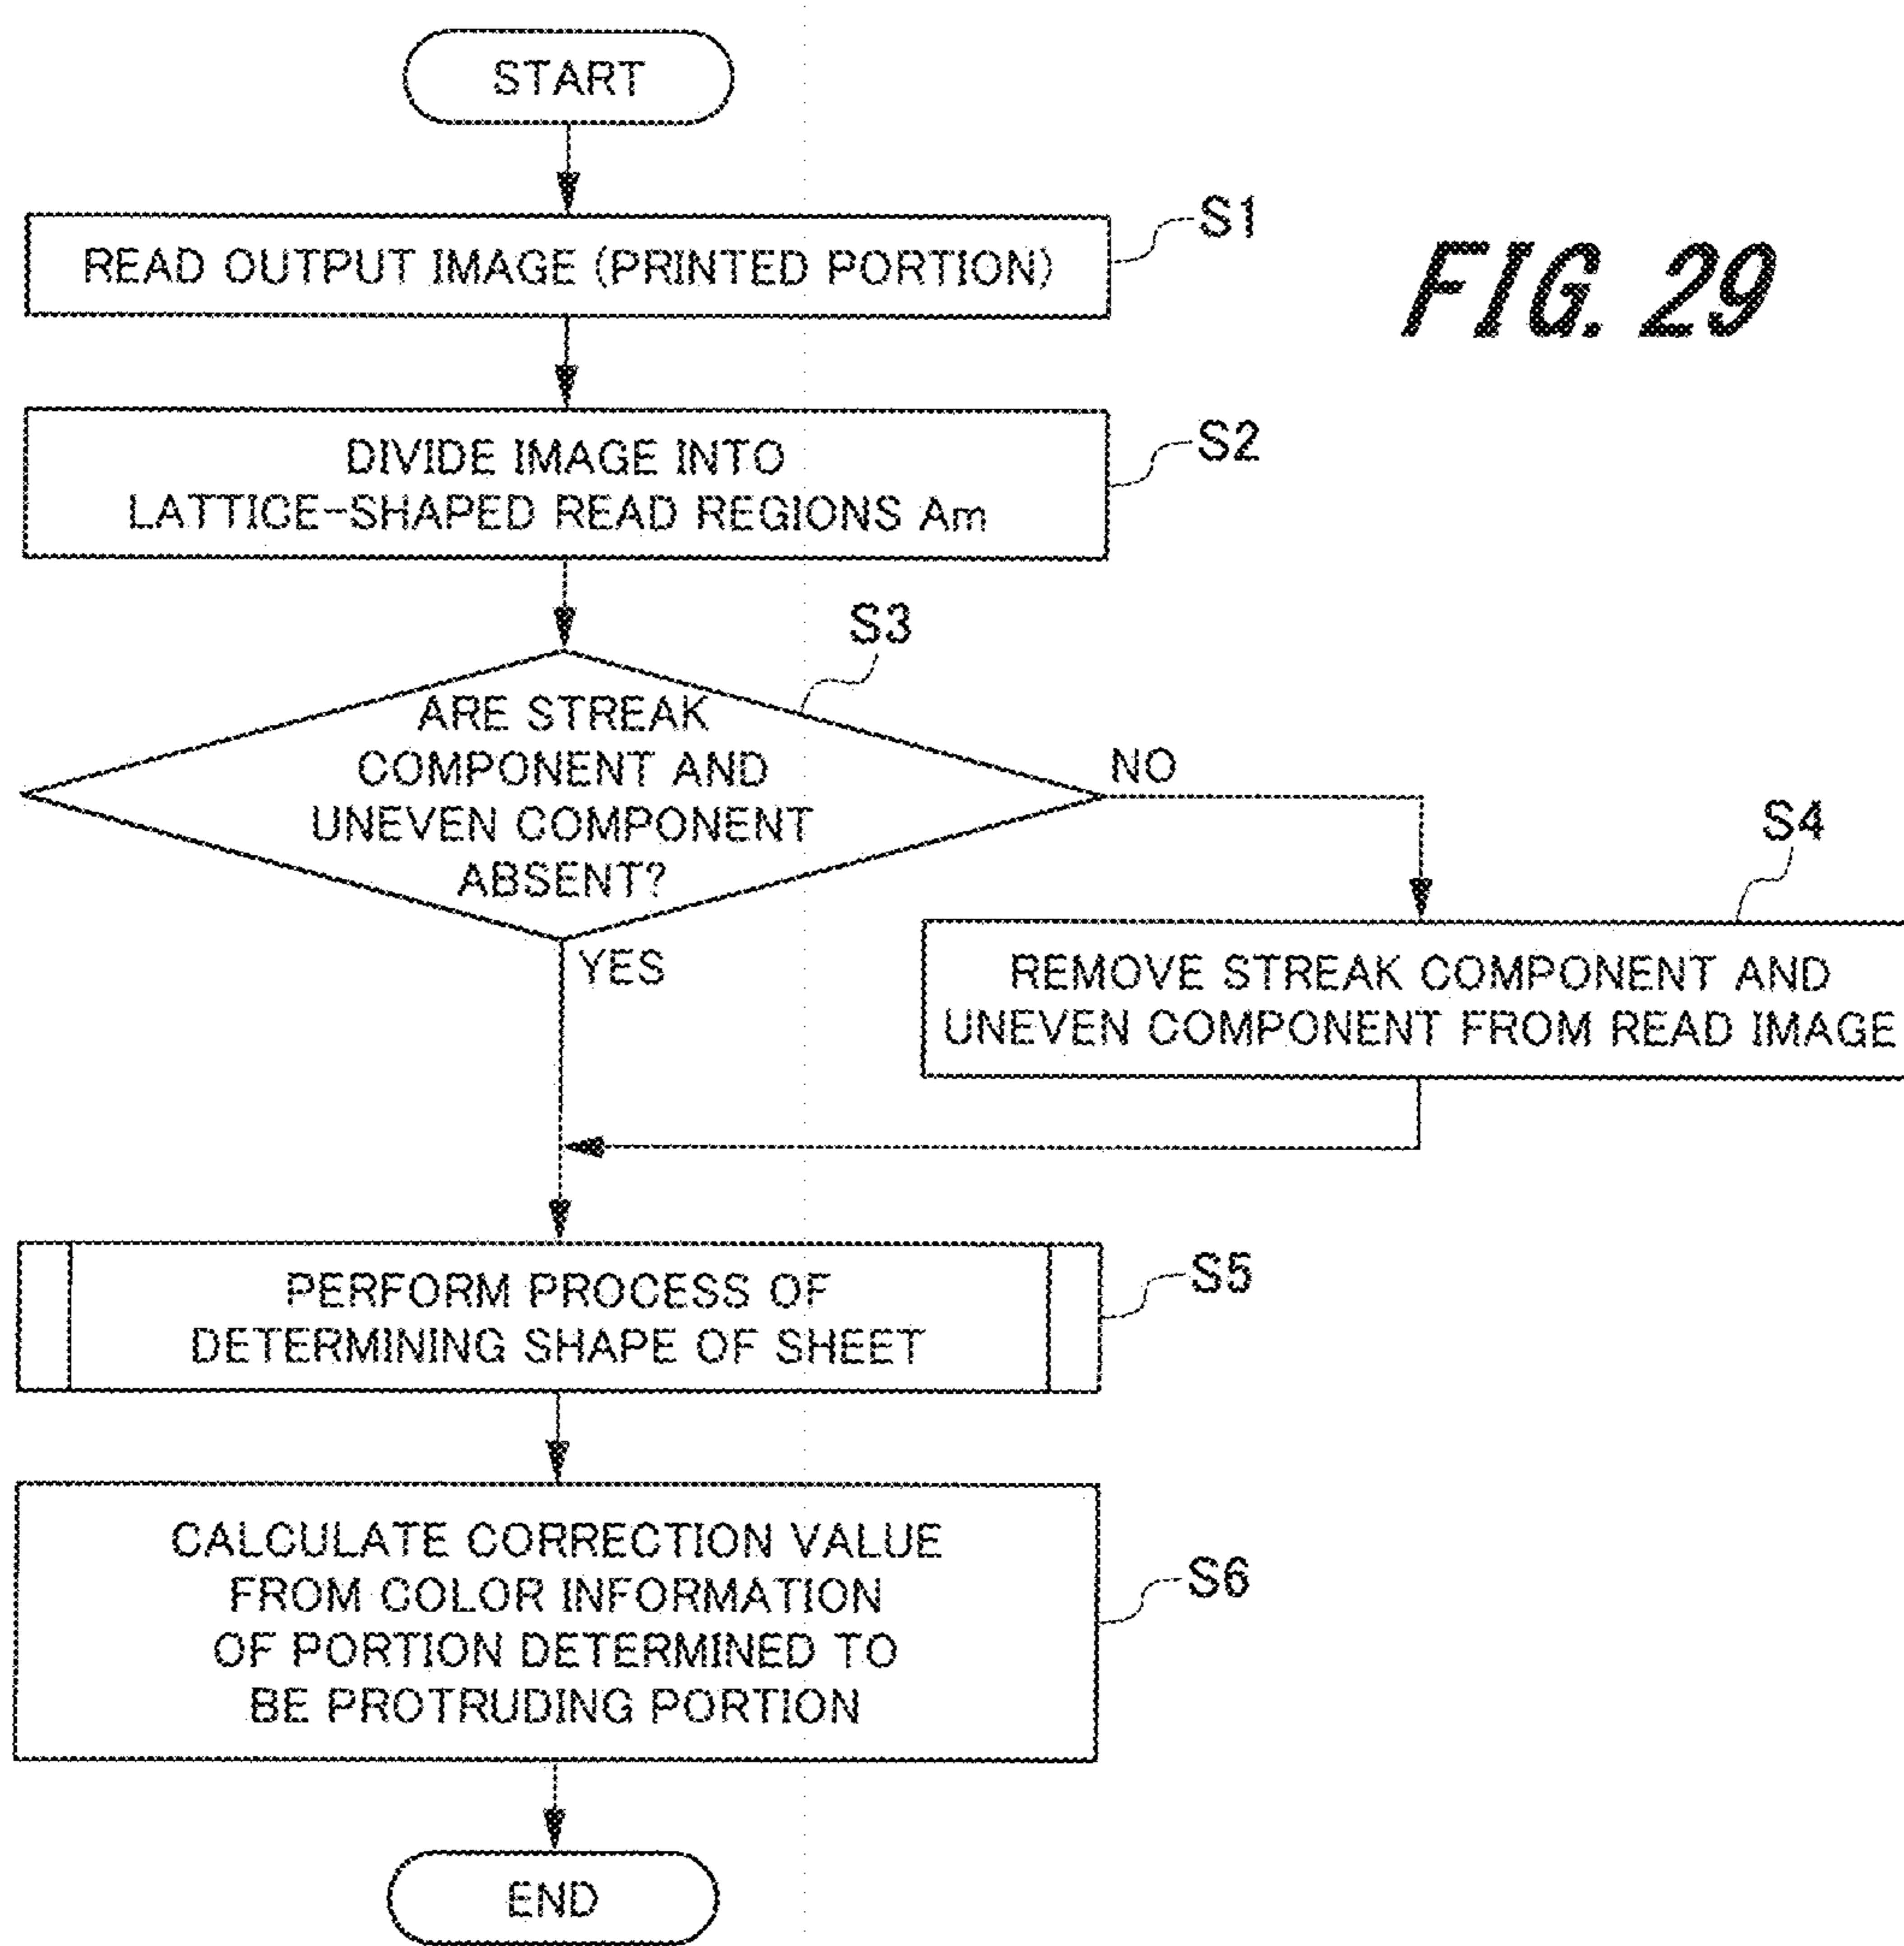 START
S1
READ OUTPUT IMAGE (PRINTED PORTION)
FIG. 29
S2
DIVIDE IMAGE INTO
LATTICE-SHAPED READ REGIONS Am
S3
ARE STREAK
COMPONENT AND
UNEVEN COMPONENT
ABSENT?
NO
YES
S4
REMOVE STREAK COMPONENT AND
UNEVEN COMPONENT FROM READ IMAGE
S5
PERFORM PROCESS OF
DETERMINING SHAPE OF SHEET
S6
CALCULATE CORRECTION VALUE
FROM COLOR INFORMATION
OF PORTION DETERMINED TO
BE PROTRUDING PORTION
END